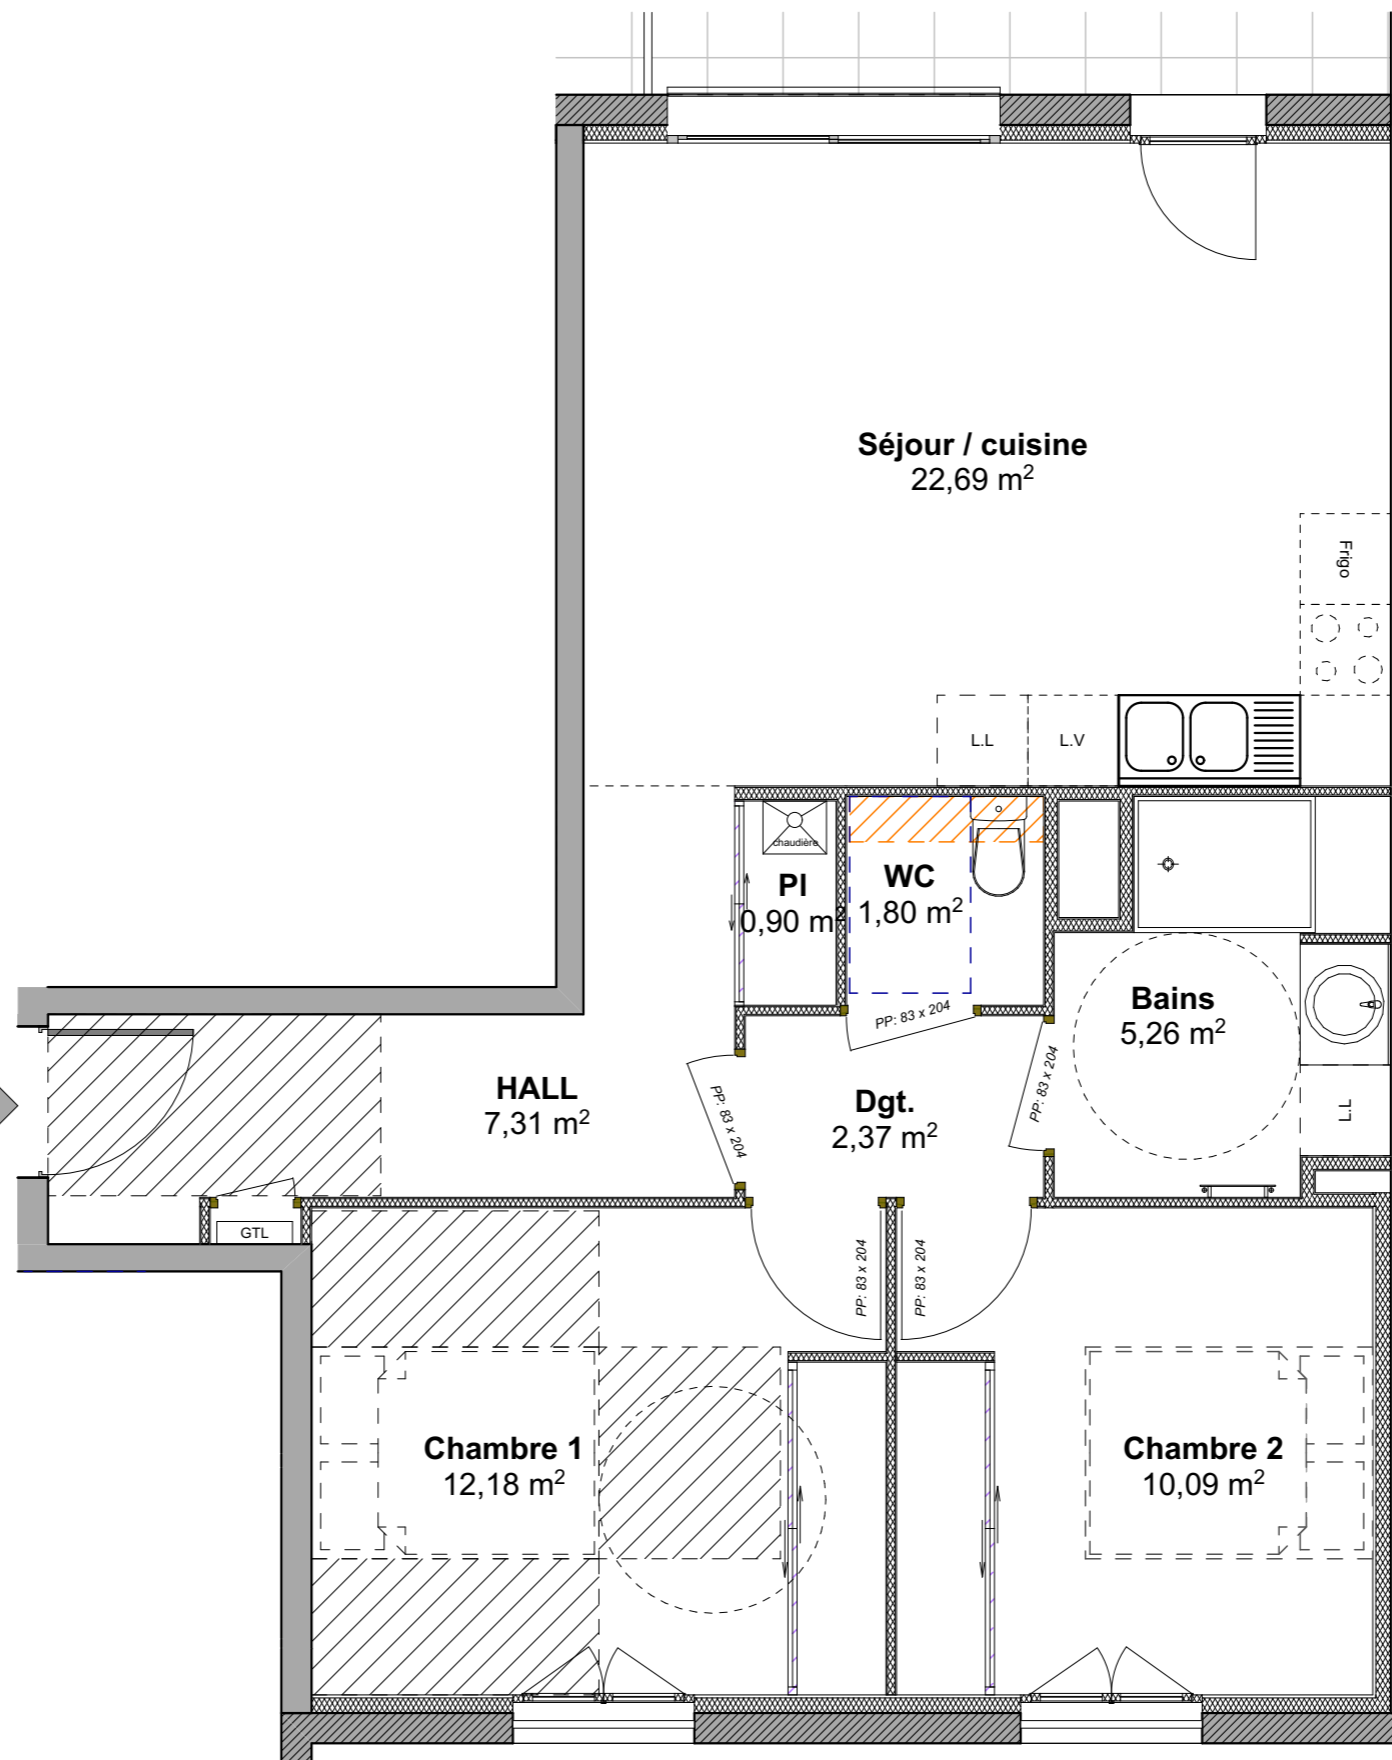 Séjour / cuisine
22,69 m²
Frigo
L.L
L.V
chaudière
Pl
0,90 m²
WC
1,80 m²
PP: 83 x 204
Bains
5,26 m²
PP: 83 x 204
L.L
HALL
7,31 m²
PP: 83 x 204
Dgt.
2,37 m²
GTL
PP: 83 x 204
PP: 83 x 204
Chambre 1
12,18 m²
Chambre 2
10,09 m²